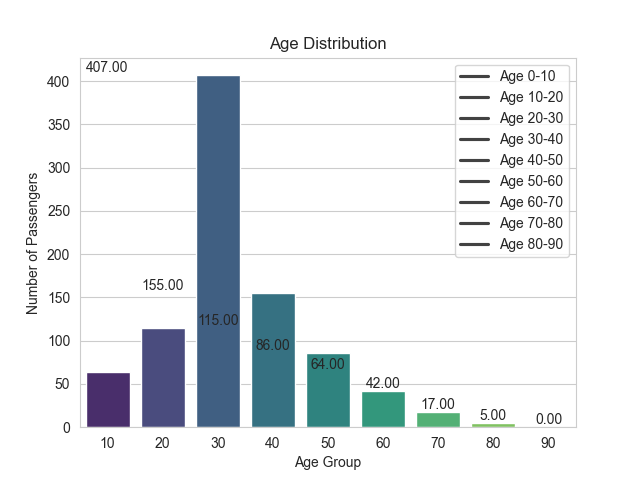 Age Distribution
Number of Passengers
400
350
300
250
200
150
100
50
0
407.00
155.00
115.00
86.00
64.00
42.00
17.00
5.00
0.00
Age 0-10
Age 10-20
Age 20-30
Age 30-40
Age 40-50
Age 50-60
Age 60-70
Age 70-80
Age 80-90
10 20 30 40 50 60 70 80 90
Age Group